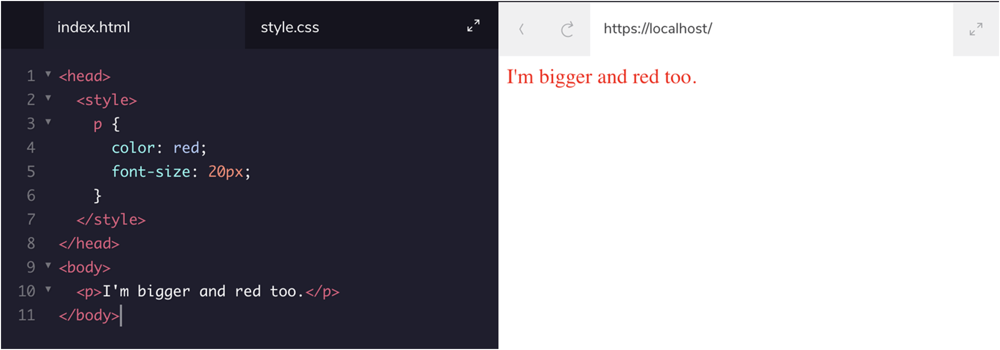 index.html
style.css
https://localhost/
1 <head>
2 <style>
3 p {
4 color: red;
5 font-size: 20px;
6 }
7 </style>
8 </head>
9 <body>
10 <p>I'm bigger and red too.</p>
11 </body>
I'm bigger and red too.